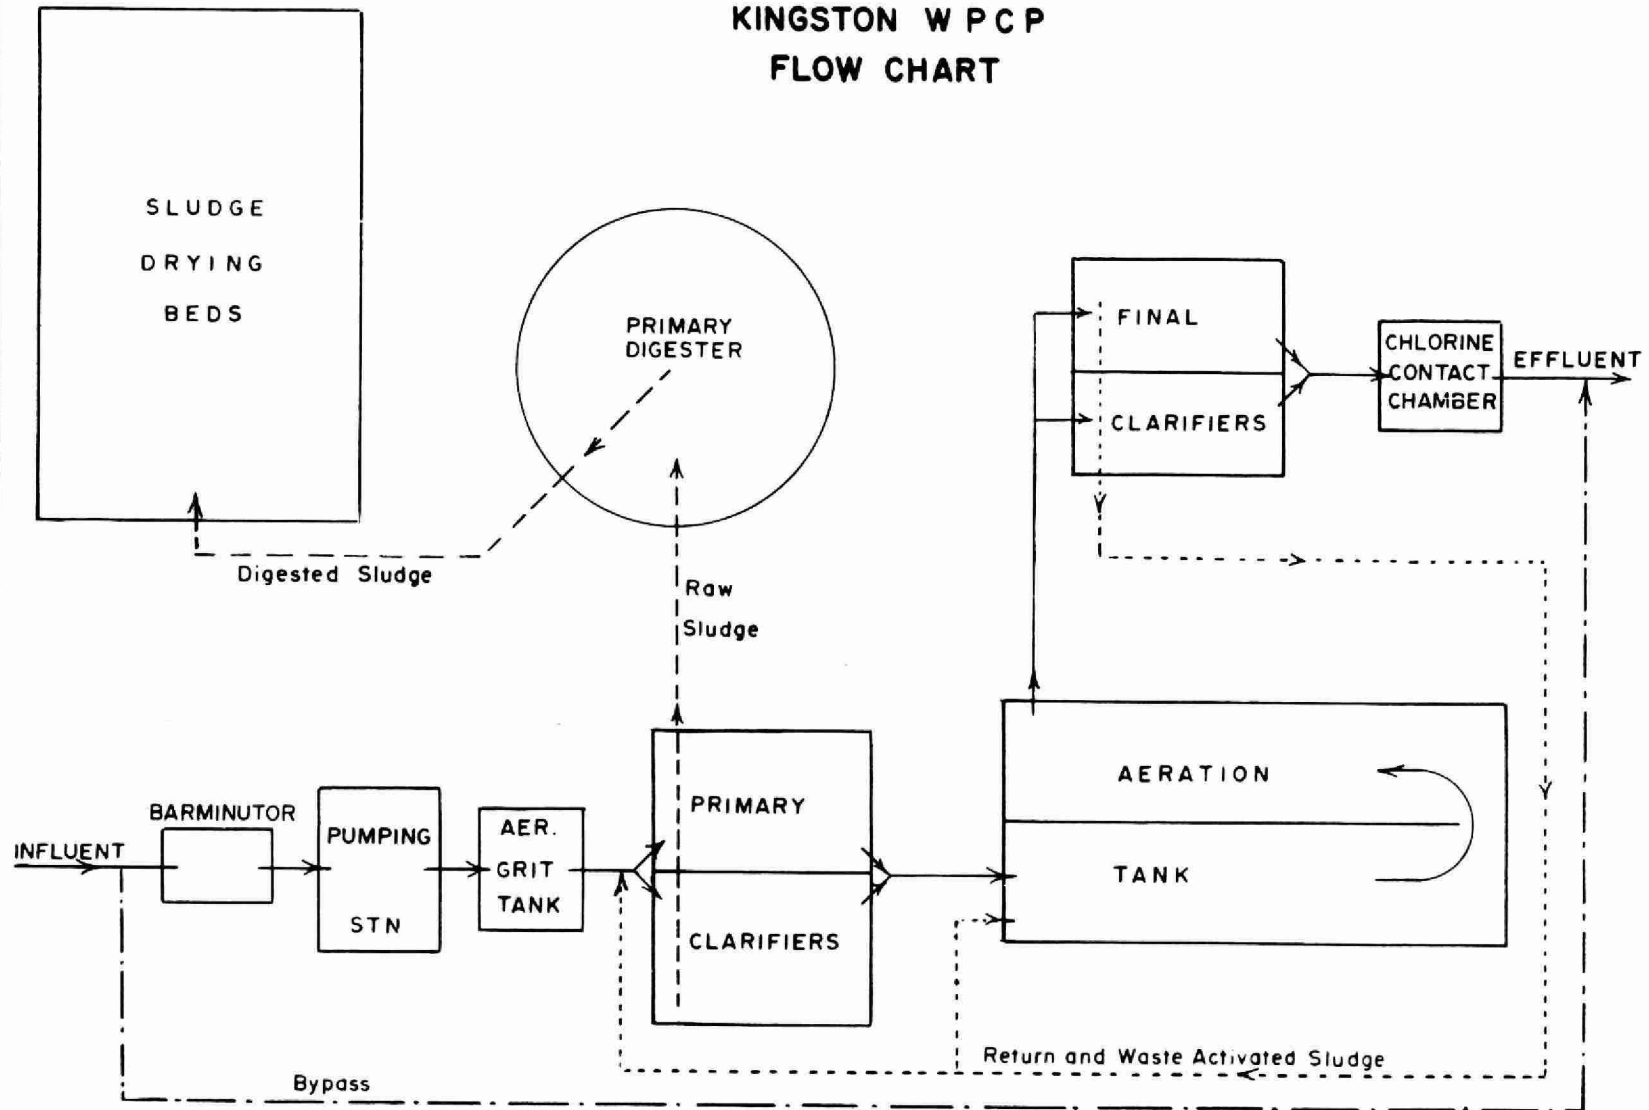 KINGSTON W P C P
FLOW CHART
SLUDGE
DRYING
BEDS
PRIMARY
DIGESTER
Digested Sludge
Raw
Sludge
FINAL
CLARIFIERS
CHLORINE
CONTACT
CHAMBER
EFFLUENT
INFLUENT
BARMINUTOR
PUMPING
STN
AER.
GRIT
TANK
PRIMARY
CLARIFIERS
AERATION
TANK
Return and Waste Activated Sludge
Bypass